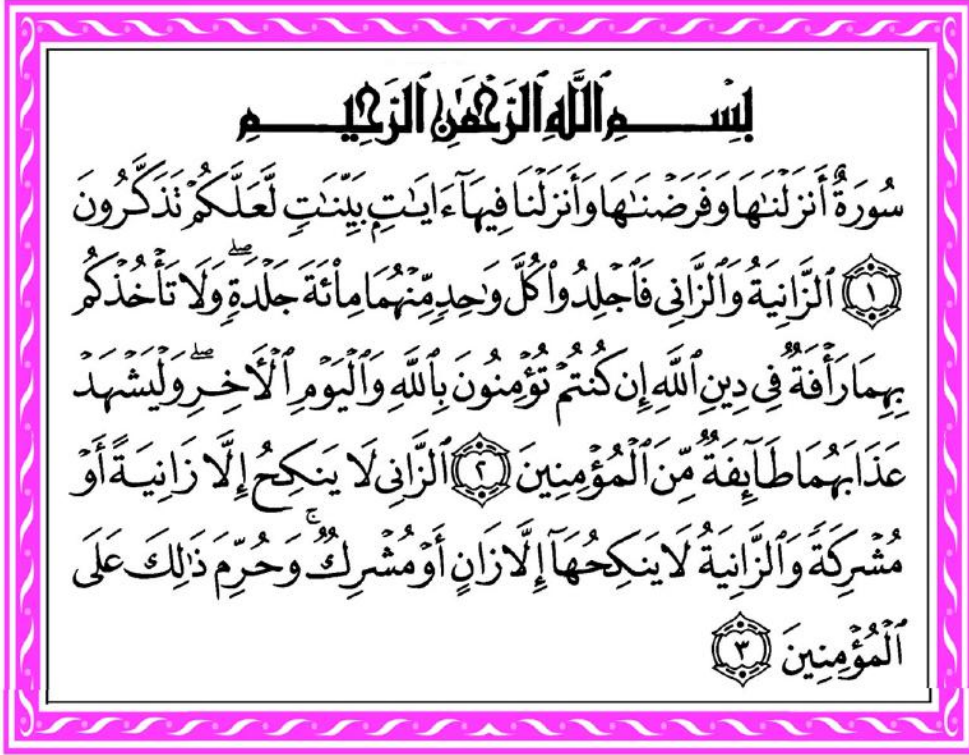 بِسْمِ ٱللَّهِ ٱلرَّحْمَٰنِ ٱلرَّحِيمِ
سُورَةٌ أَنزَلْنَٰهَا وَفَرَضْنَٰهَا وَأَنزَلْنَا فِيهَآ ءَايَٰتٍۭ بَيِّنَٰتٍ لَّعَلَّكُمْ تَذَكَّرُونَ
١ ٱلزَّانِيَةُ وَٱلزَّانِى فَٱجْلِدُوا۟ كُلَّ وَٰحِدٍ مِّنْهُمَا مِا۟ئَةَ جَلْدَةٍ ۖ وَلَا تَأْخُذْكُم
بِهِمَا رَأْفَةٌ فِى دِينِ ٱللَّهِ إِن كُنتُمْ تُؤْمِنُونَ بِٱللَّهِ وَٱلْيَوْمِ ٱلْأَخِرِ ۖ وَلْيَشْهَدْ
عَذَابَهُمَا طَآئِفَةٌ مِّنَ ٱلْمُؤْمِنِينَ ٢ ٱلزَّانِى لَا يَنكِحُ إِلَّا زَانِيَةً أَوْ
مُشْرِكَةً وَٱلزَّانِيَةُ لَا يَنكِحُهَآ إِلَّا زَانٍ أَوْ مُشْرِكٌ ۚ وَحُرِّمَ ذَٰلِكَ عَلَى
ٱلْمُؤْمِنِينَ ٣